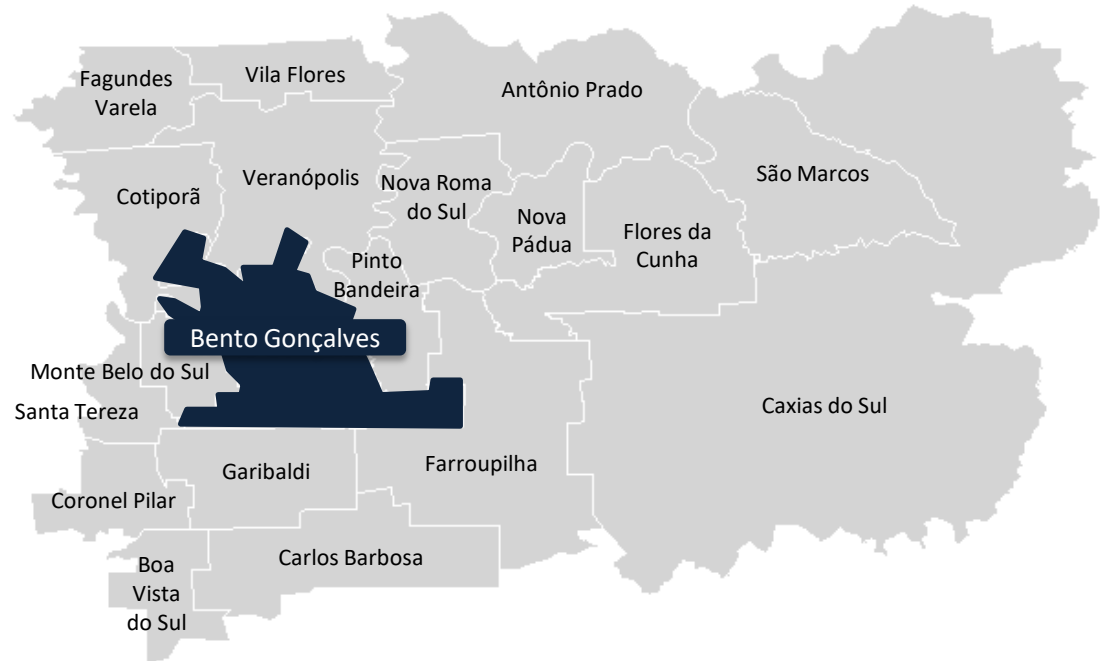 Fagundes
Varela
Vila Flores
Antônio Prado
Cotiporã
Veranópolis
Nova Roma
do Sul
Nova
Pádua
Flores da
Cunha
São Marcos
Pinto
Bandeira
Bento Gonçalves
Monte Belo do Sul
Santa Tereza
Caxias do Sul
Garibaldi
Farroupilha
Coronel Pilar
Carlos Barbosa
Boa
Vista
do Sul